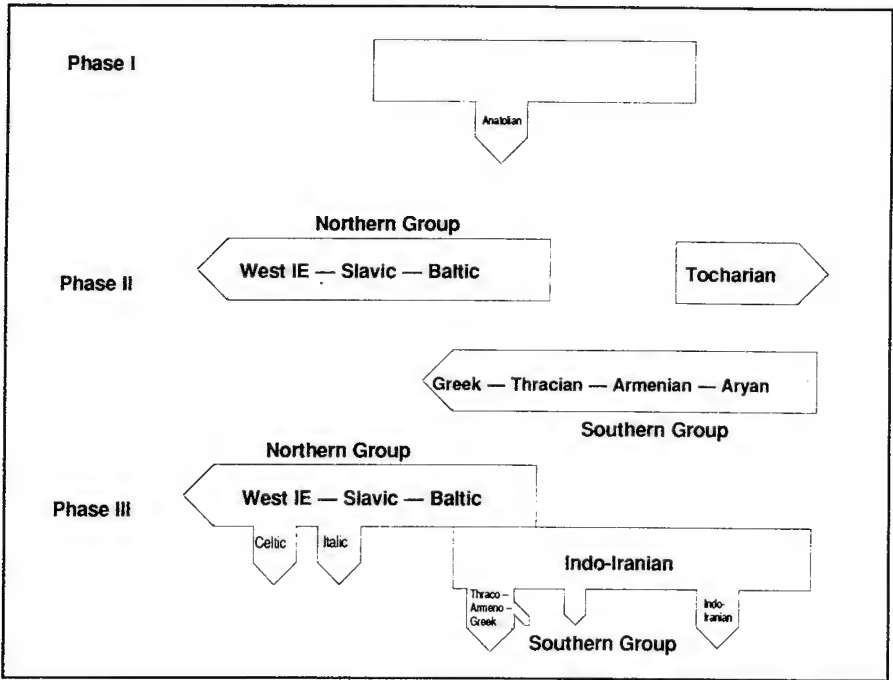 Phase I
Anatolian
Northern Group
West IE — Slavic — Baltic
Tocharian
Phase II
Greek — Thracian — Armenian — Aryan
Southern Group
Northern Group
West IE — Slavic — Baltic
Phase III
Celtic
Italic
Indo-Iranian
Thraco –
Armeno –
Greek
Indo-
Iranian
Southern Group